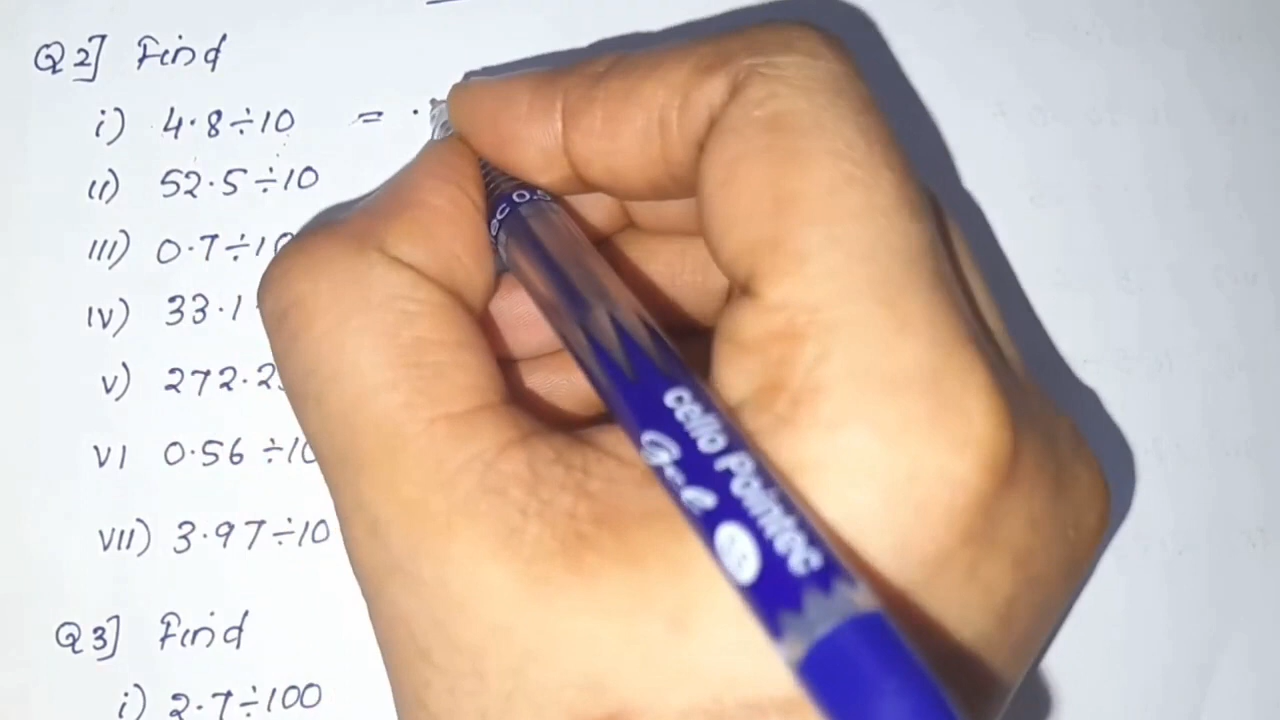 Q2] Find
i) 4.8÷10 = .
ii) 52.5÷10
iii) 0.7÷10
iv) 33.1
v) 272.2
vi 0.56÷10
vii) 3.97÷10
Q3] Find
i) 2.7÷100
cello Pointec
Gel